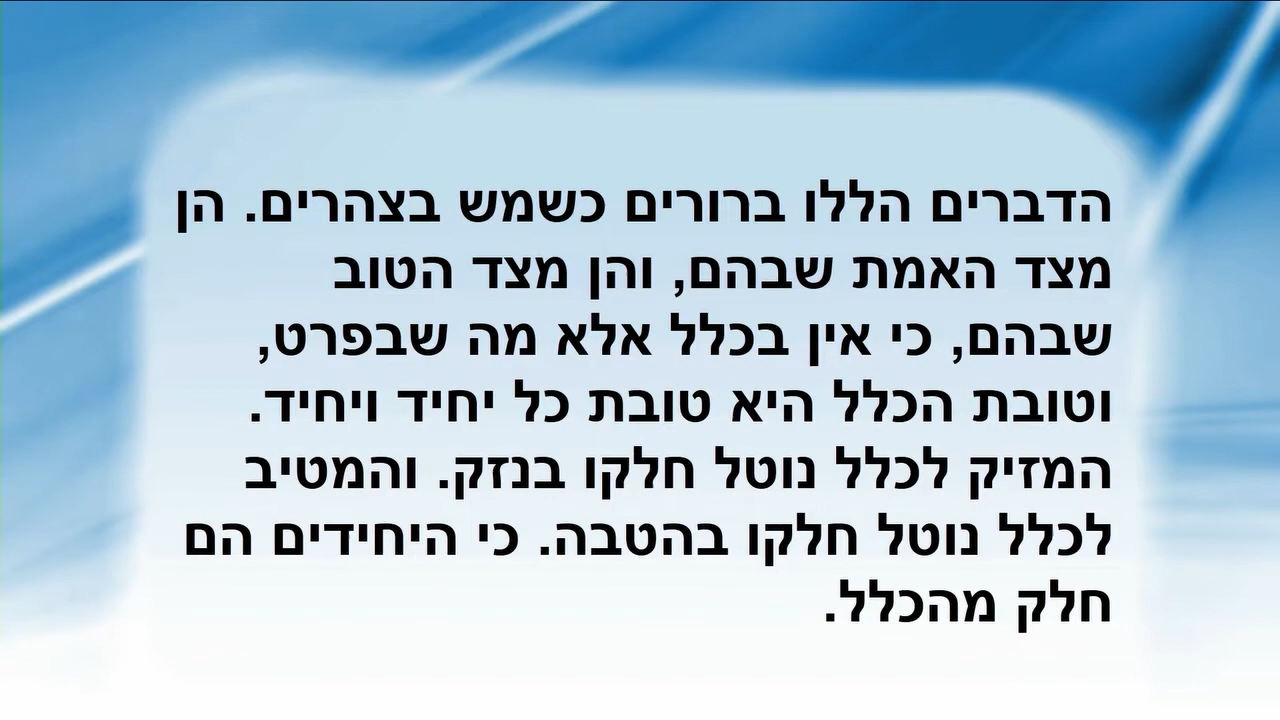 הדברים הללו ברורים כשמש בצהרים. הן
מצד האמת שבהם, והן מצד הטוב
שבהם, כי אין בכלל אלא מה שבפרט,
וטובת הכלל היא טובת כל יחיד ויחיד.
המזיק לכלל נוטל חלקו בנזק. והמטיב
לכלל נוטל חלקו בהטבה. כי היחידים הם
חלק מהכלל.